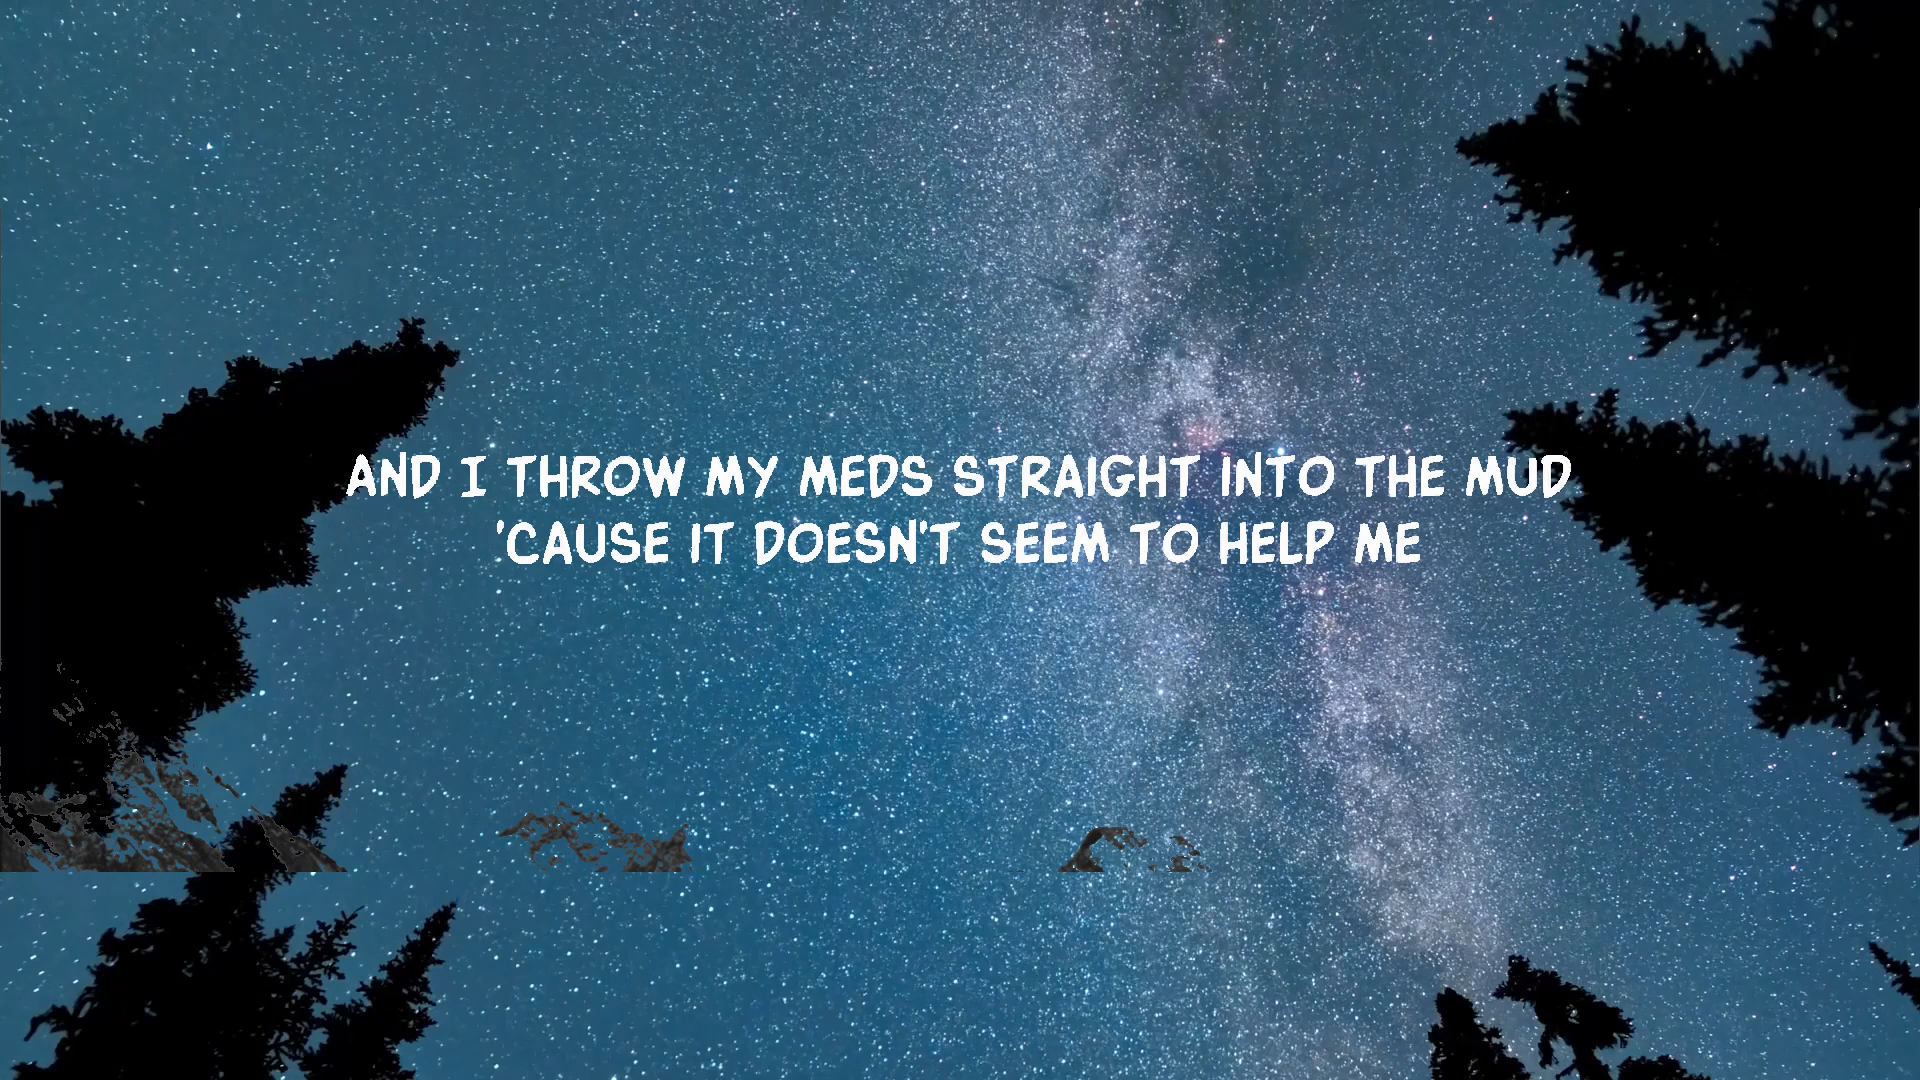 AND I THROW MY MEDS STRAIGHT INTO THE MUD
'CAUSE IT DOESN'T SEEM TO HELP ME